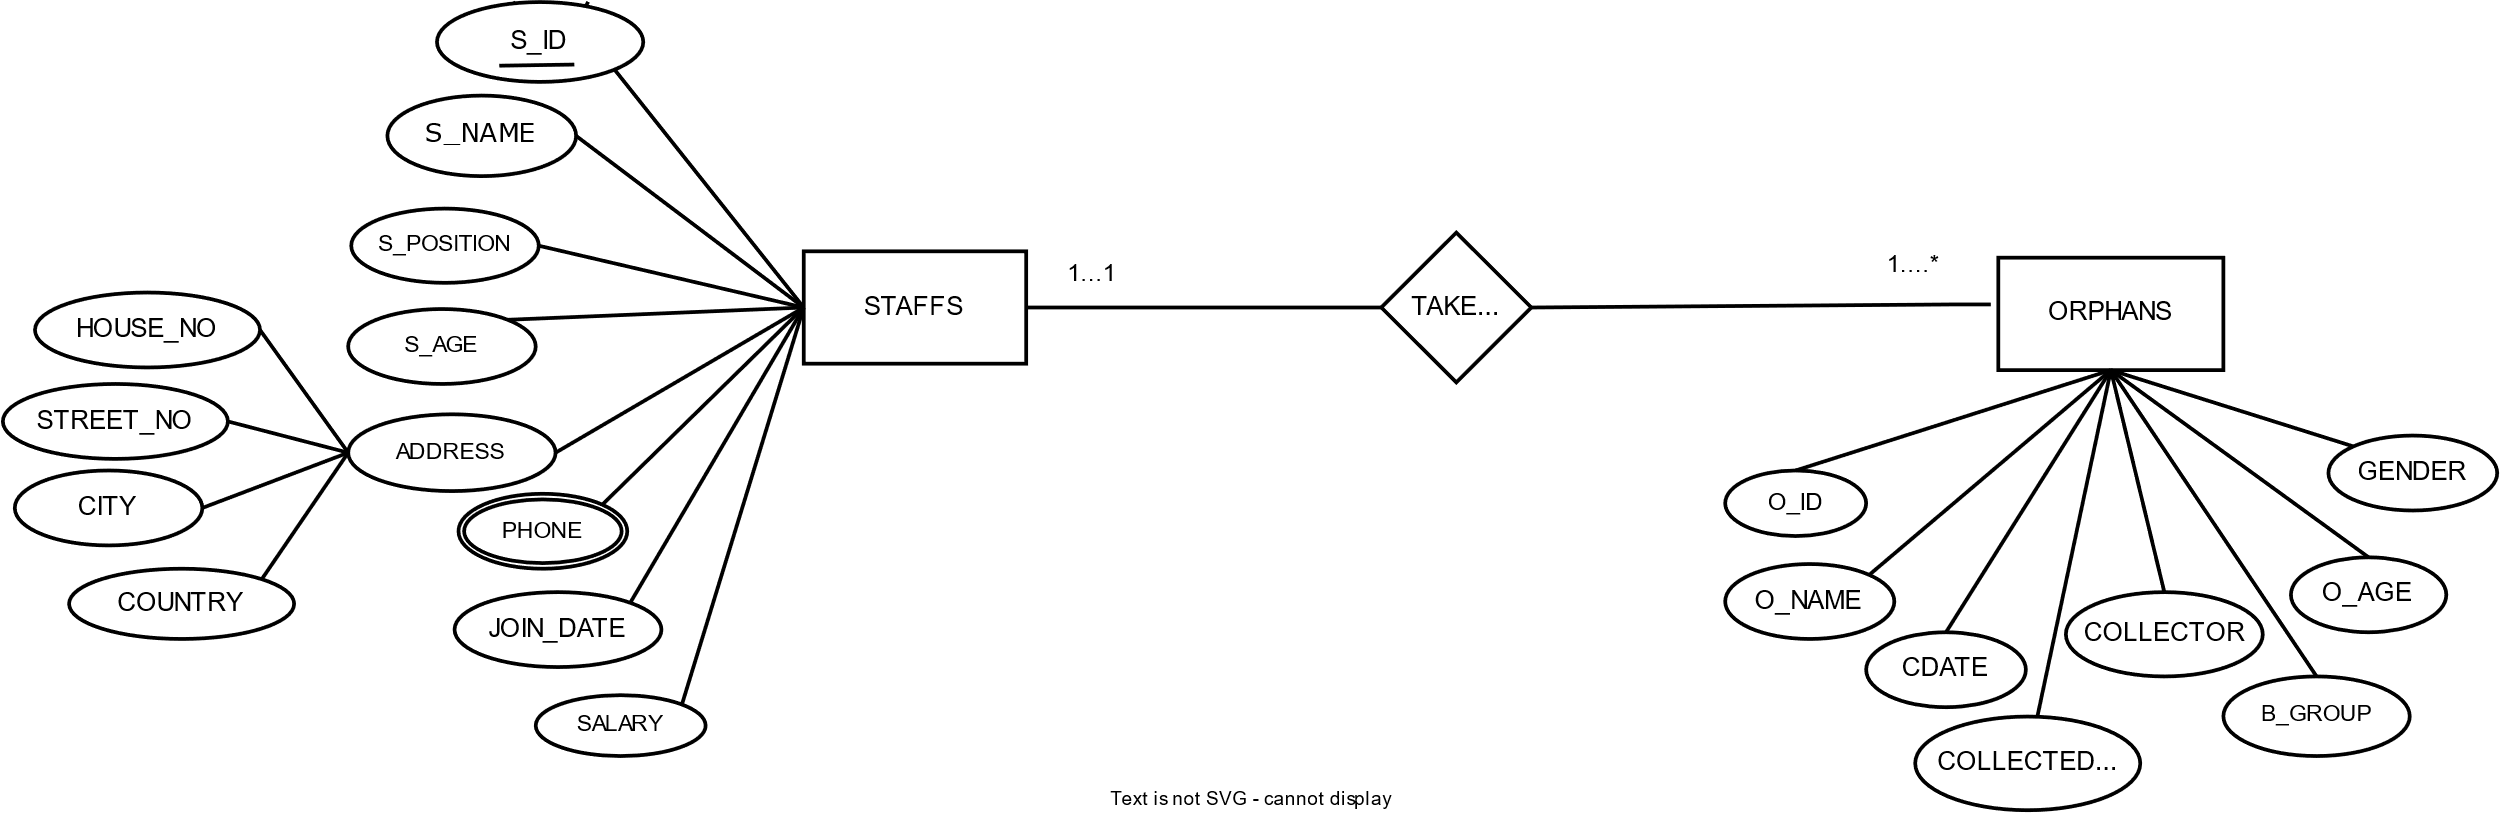 S_ID
S_NAME
S_POSITION
S_AGE
HOUSE_NO
STREET_NO
CITY
COUNTRY
ADDRESS
PHONE
JOIN_DATE
SALARY
STAFFS
1...1
TAKE...
1....*
ORPHANS
O_ID
O_NAME
CDATE
COLLECTED...
COLLECTOR
B_GROUP
O_AGE
GENDER
Text is not SVG - cannot display